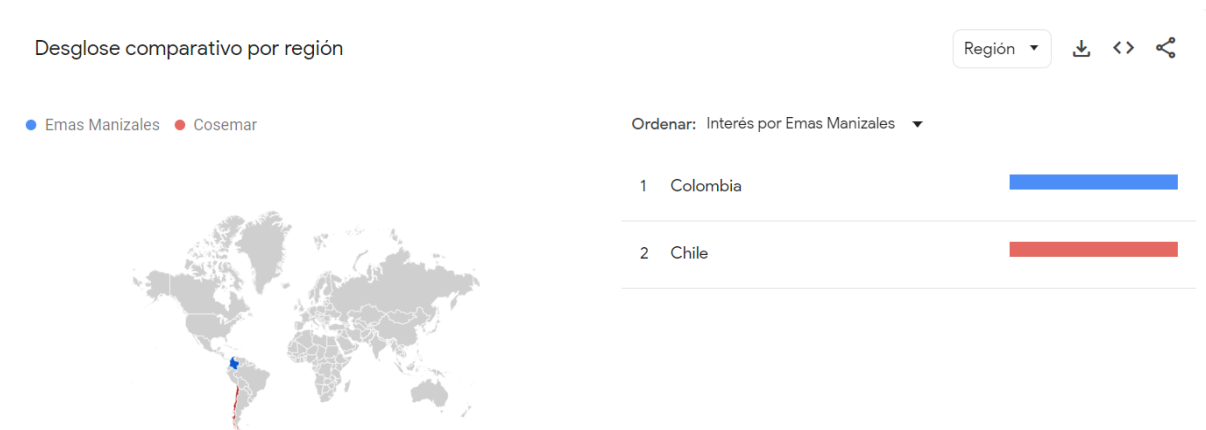 Desglose comparativo por región
Región
Emas Manizales Cosemar
Ordenar: Interés por Emas Manizales
1 Colombia
2 Chile